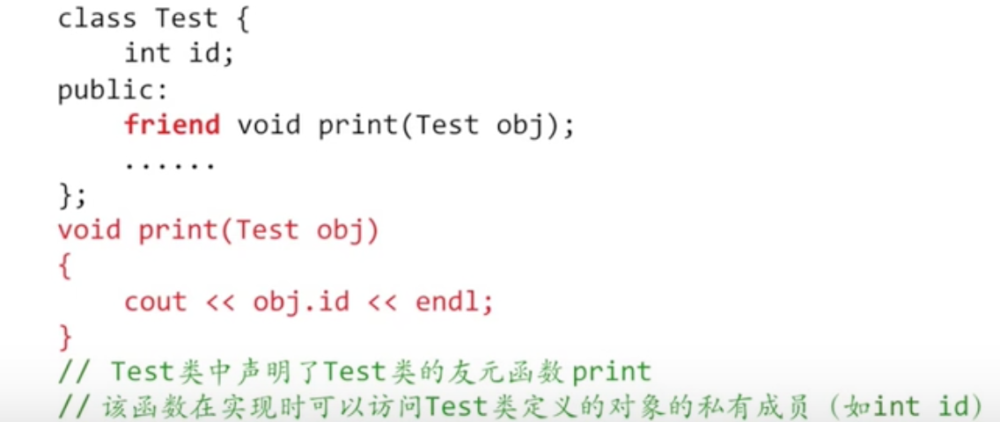 class Test {
    int id;
public:
    friend void print(Test obj);
    ......
};
void print(Test obj)
{
    cout << obj.id << endl;
}
// Test类中声明了Test类的友元函数print
// 该函数在实现时可以访问Test类定义的对象的私有成员（如int id）